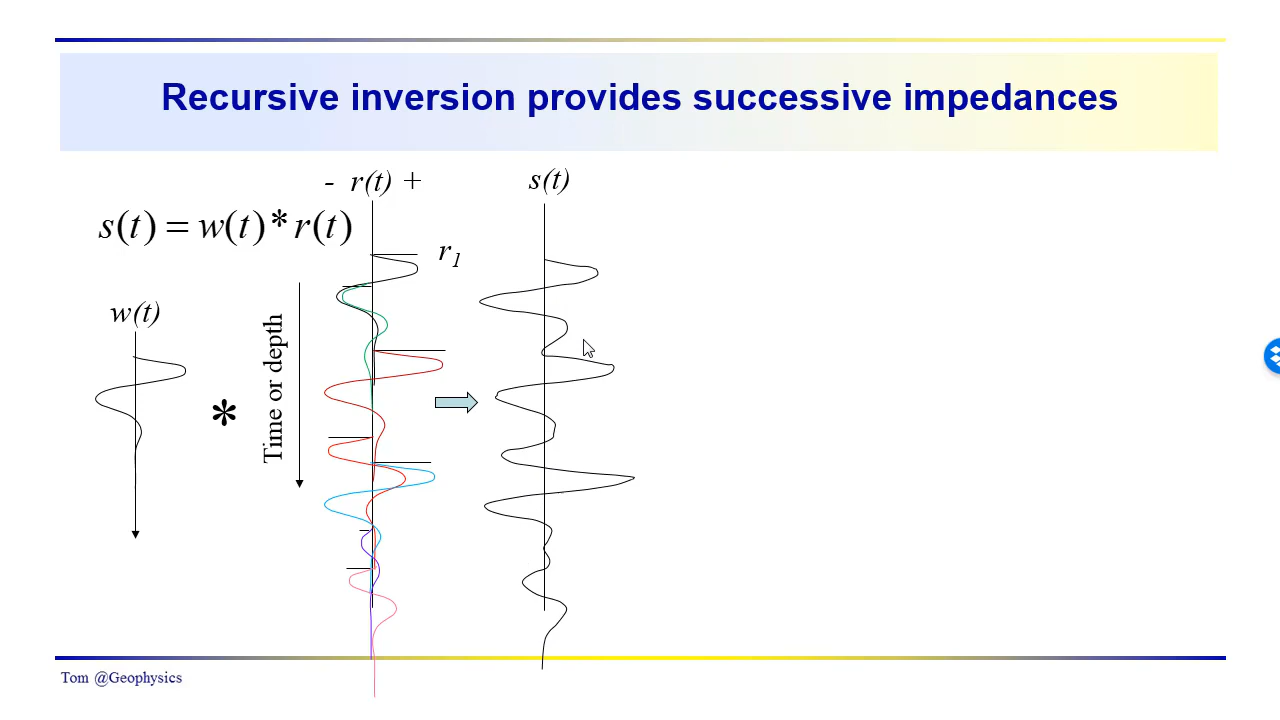 Recursive inversion provides successive impedances
- r(t) +
s(t)
s(t) = w(t) * r(t)
r₁
w(t)
Time or depth
*
Tom @Geophysics